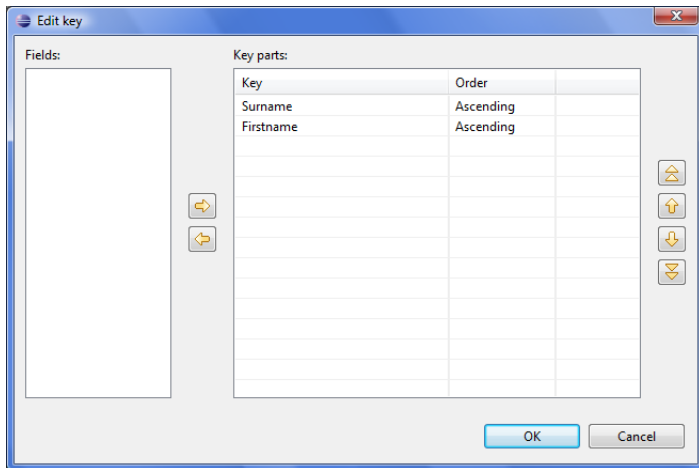 Edit key
Fields:
Key parts:
Key Order
Surname Ascending
Firstname Ascending
OK Cancel